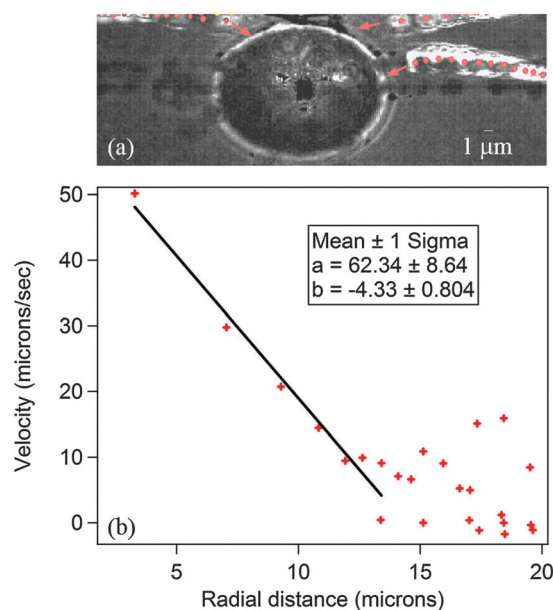 (a)
1 μm
50
40
30
20
10
0
Velocity (microns/sec)
Mean ± 1 Sigma
a = 62.34 ± 8.64
b = -4.33 ± 0.804
(b)
5
10
15
20
Radial distance (microns)